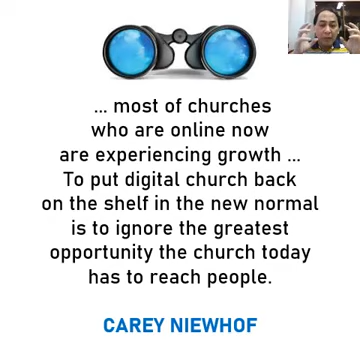 ... most of churches
who are online now
are experiencing growth ...
To put digital church back
on the shelf in the new normal
is to ignore the greatest
opportunity the church today
has to reach people.
CAREY NIEWHOF